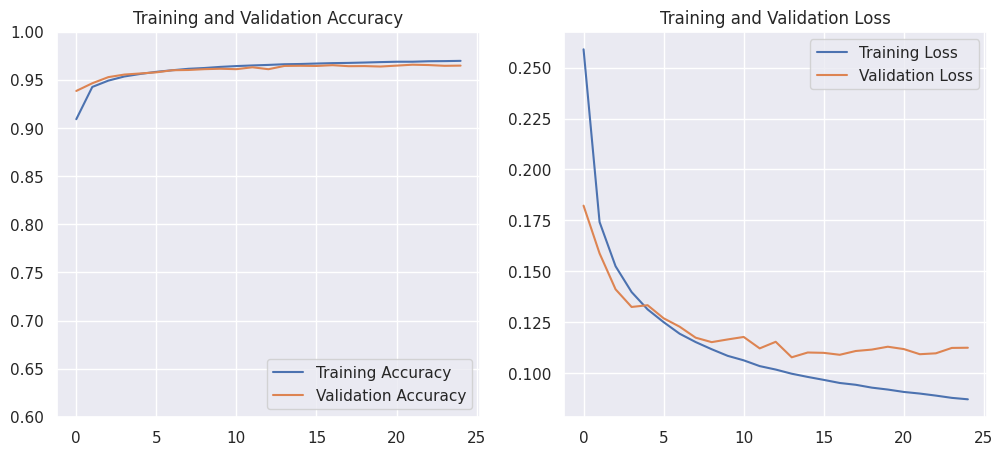 Training and Validation Accuracy
1.00
0.95
0.90
0.85
0.80
0.75
0.70
0.65
0.60
0 5 10 15 20 25
Training Accuracy
Validation Accuracy
Training and Validation Loss
0.250
0.225
0.200
0.175
0.150
0.125
0.100
0 5 10 15 20 25
Training Loss
Validation Loss